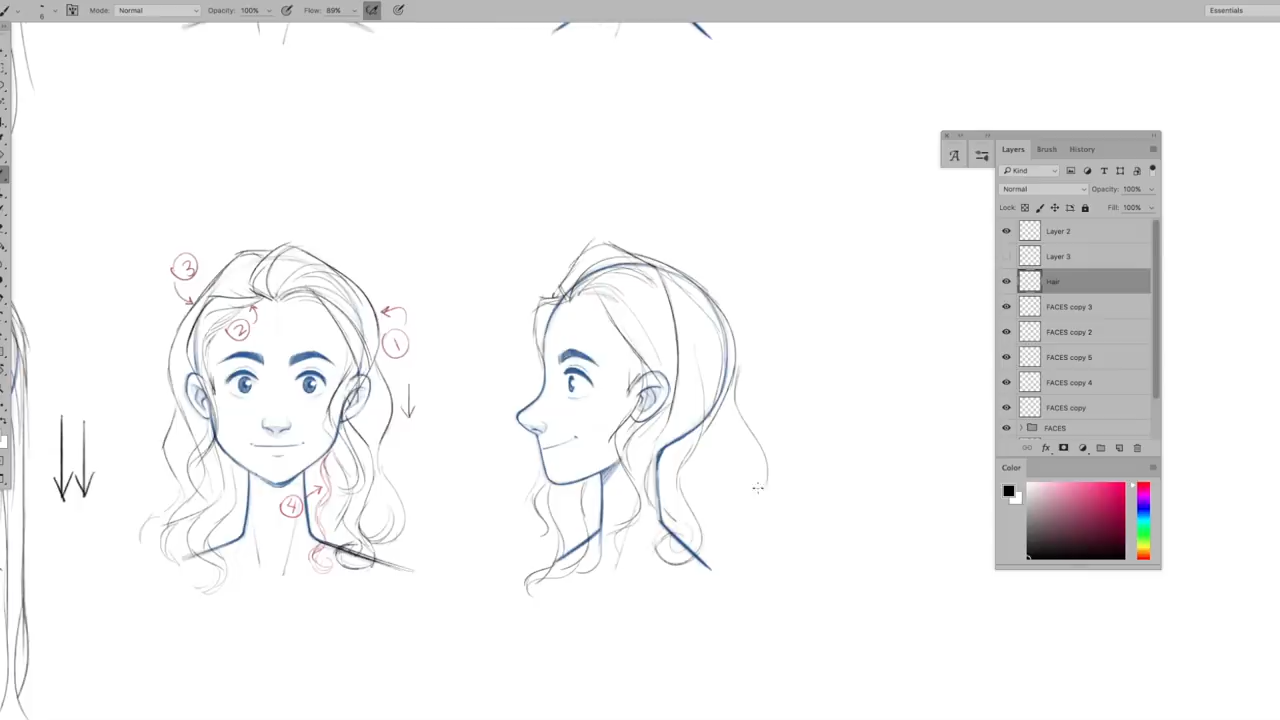 6 Mode: Normal Opacity: 100% Flow: 89% Essentials
Layers Brush History
Kind
Normal Opacity: 100%
Lock: Fill: 100%
Layer 2
Layer 3
Hair
FACES copy 3
FACES copy 2
FACES copy 5
FACES copy 4
FACES copy
FACES
fx
Color
3
2
1
4